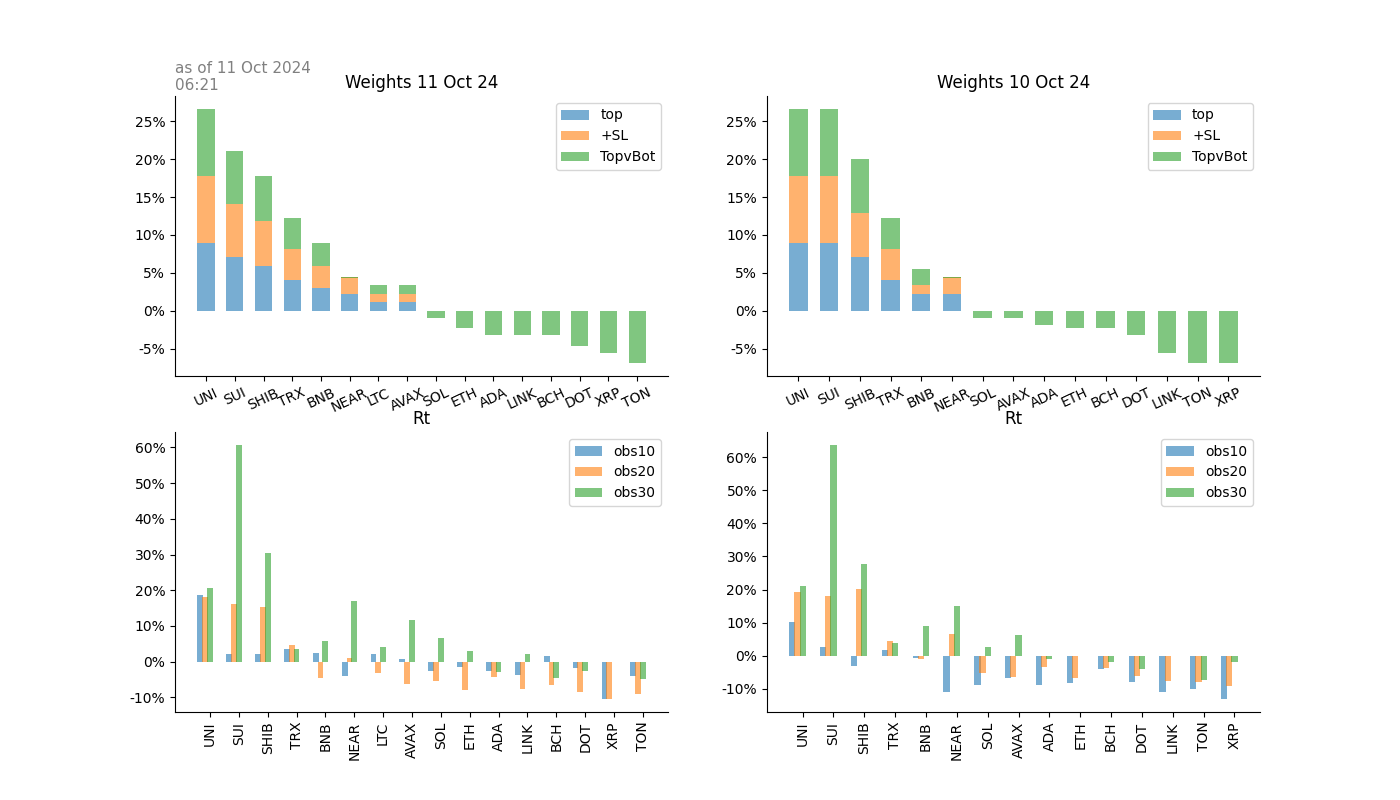 as of 11 Oct 2024
06:21
Weights 11 Oct 24
25%
20%
15%
10%
5%
0%
-5%
top
+SL
TopvBot
UNI SUI SHIB TRX BNB NEAR LTC AVAX SOL ETH ADA LINK BCH DOT XRP TON
Weights 10 Oct 24
25%
20%
15%
10%
5%
0%
-5%
top
+SL
TopvBot
UNI SUI SHIB TRX BNB NEAR SOL AVAX ADA ETH BCH DOT LINK TON XRP
Rt
60%
50%
40%
30%
20%
10%
0%
-10%
obs10
obs20
obs30
UNI SUI SHIB TRX BNB NEAR LTC AVAX SOL ETH ADA LINK BCH DOT XRP TON
Rt
60%
50%
40%
30%
20%
10%
0%
-10%
obs10
obs20
obs30
UNI SUI SHIB TRX BNB NEAR SOL AVAX ADA ETH BCH DOT LINK TON XRP